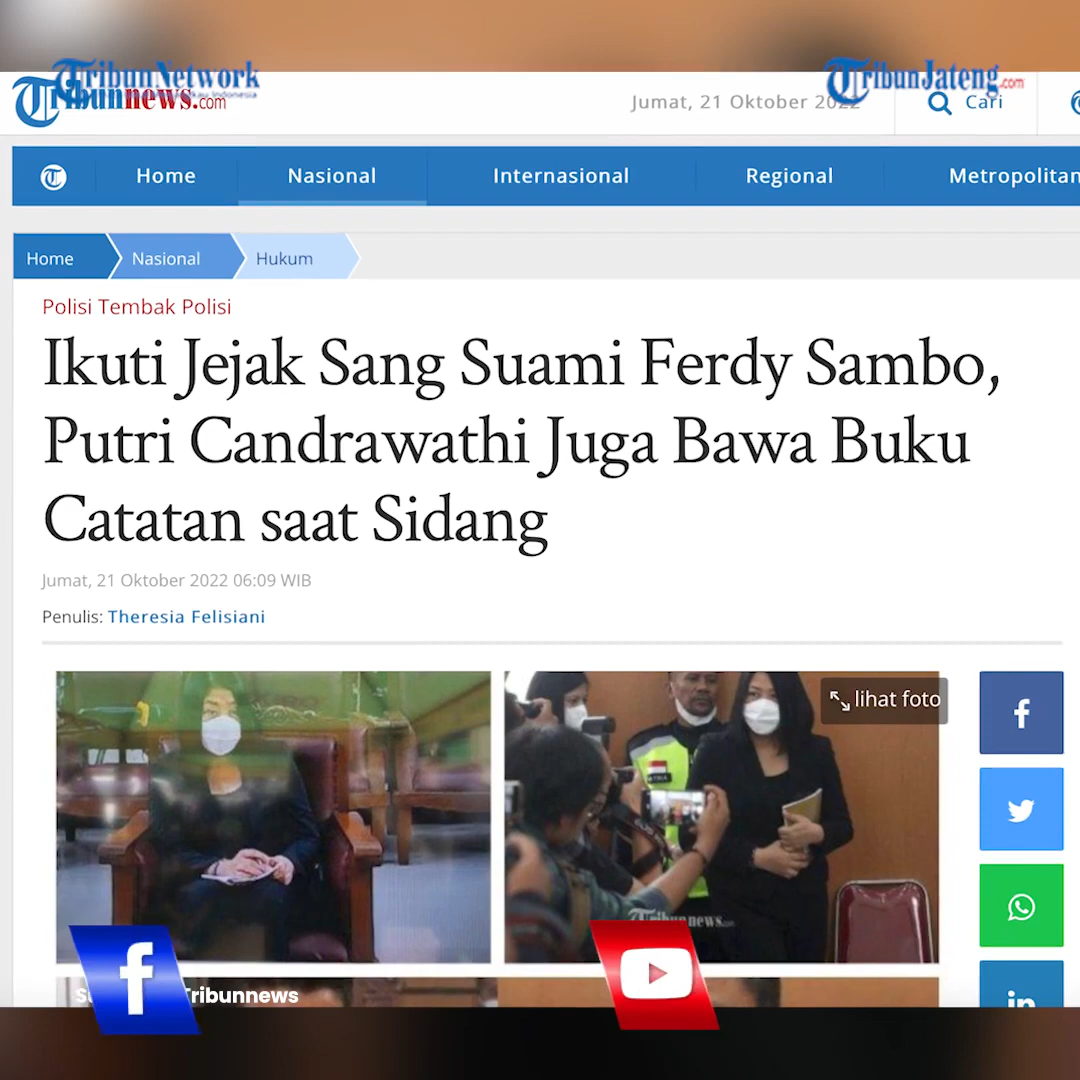 TribunNetwork
Tribunnews.com
Jumat, 21 Oktober 2022
TribunJateng.com
Cari
Home
Nasional
Internasional
Regional
Metropolitan
Home
Nasional
Hukum
Polisi Tembak Polisi
Ikuti Jejak Sang Suami Ferdy Sambo,
Putri Candrawathi Juga Bawa Buku
Catatan saat Sidang
Jumat, 21 Oktober 2022 06:09 WIB
Penulis: Theresia Felisiani
lihat foto
Tribunnews.com
Tribunnews